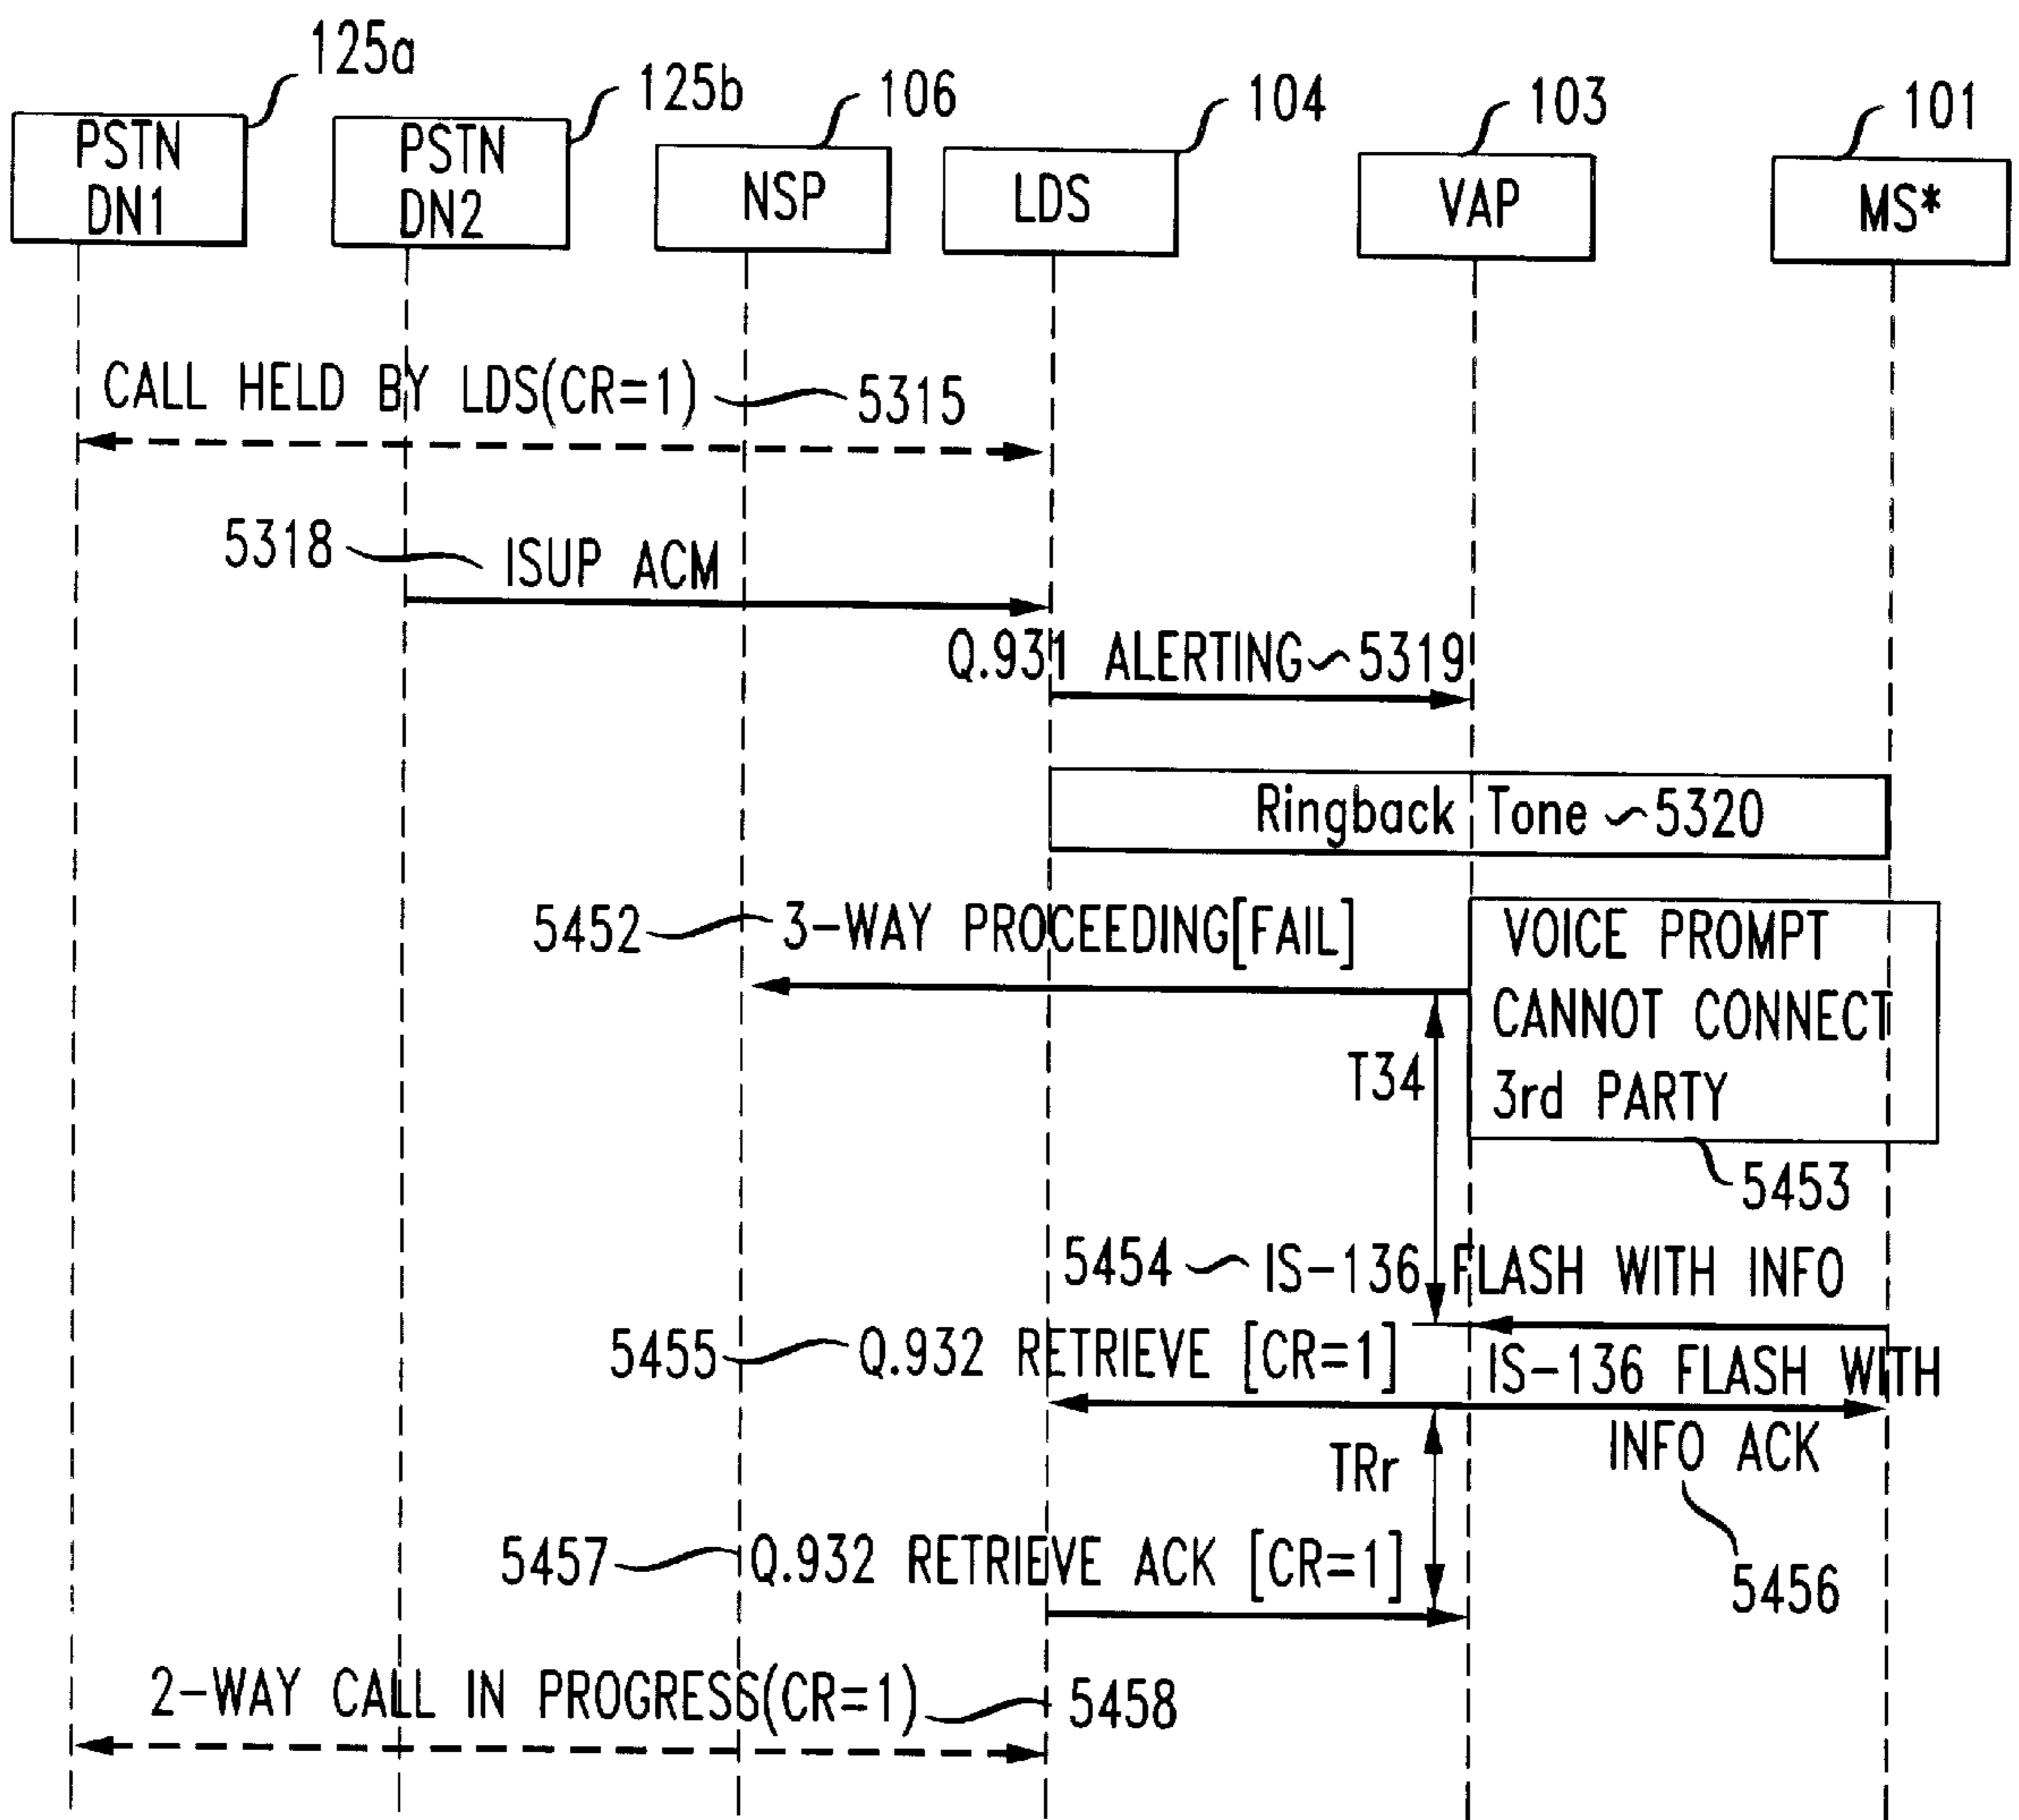 125a
125b
106
104
103
101
PSTN
DN1
PSTN
DN2
NSP
LDS
VAP
MS*
CALL HELD BY LDS(CR=1) 5315
5318 ISUP ACM
Q.931 ALERTING 5319
Ringback Tone 5320
5452 3-WAY PROCEEDING[FAIL]
VOICE PROMPT
CANNOT CONNECT
3rd PARTY
T34
5453
5454 IS-136 FLASH WITH INFO
5455 Q.932 RETRIEVE [CR=1]
IS-136 FLASH WITH
INFO ACK
TRr
5456
5457 Q.932 RETRIEVE ACK [CR=1]
2-WAY CALL IN PROGRESS(CR=1) 5458